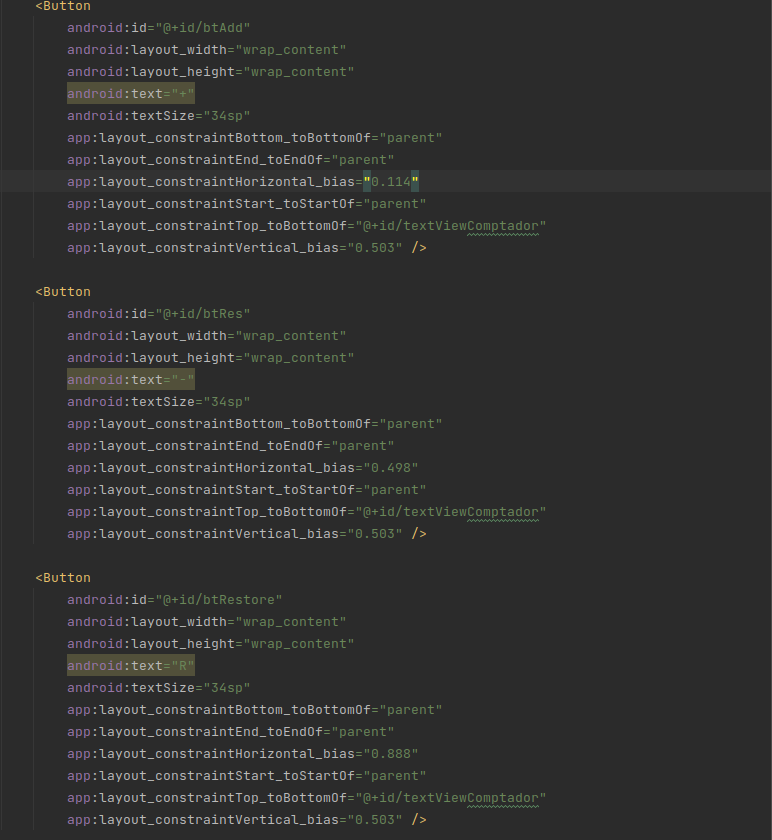 <Button
android:id="@+id/btAdd"
android:layout_width="wrap_content"
android:layout_height="wrap_content"
android:text="+"
android:textSize="34sp"
app:layout_constraintBottom_toBottomOf="parent"
app:layout_constraintEnd_toEndOf="parent"
app:layout_constraintHorizontal_bias="0.114"
app:layout_constraintStart_toStartOf="parent"
app:layout_constraintTop_toBottomOf="@+id/textViewComptador"
app:layout_constraintVertical_bias="0.503" />
<Button
android:id="@+id/btRes"
android:layout_width="wrap_content"
android:layout_height="wrap_content"
android:text="-"
android:textSize="34sp"
app:layout_constraintBottom_toBottomOf="parent"
app:layout_constraintEnd_toEndOf="parent"
app:layout_constraintHorizontal_bias="0.498"
app:layout_constraintStart_toStartOf="parent"
app:layout_constraintTop_toBottomOf="@+id/textViewComptador"
app:layout_constraintVertical_bias="0.503" />
<Button
android:id="@+id/btRestore"
android:layout_width="wrap_content"
android:layout_height="wrap_content"
android:text="R"
android:textSize="34sp"
app:layout_constraintBottom_toBottomOf="parent"
app:layout_constraintEnd_toEndOf="parent"
app:layout_constraintHorizontal_bias="0.888"
app:layout_constraintStart_toStartOf="parent"
app:layout_constraintTop_toBottomOf="@+id/textViewComptador"
app:layout_constraintVertical_bias="0.503" />